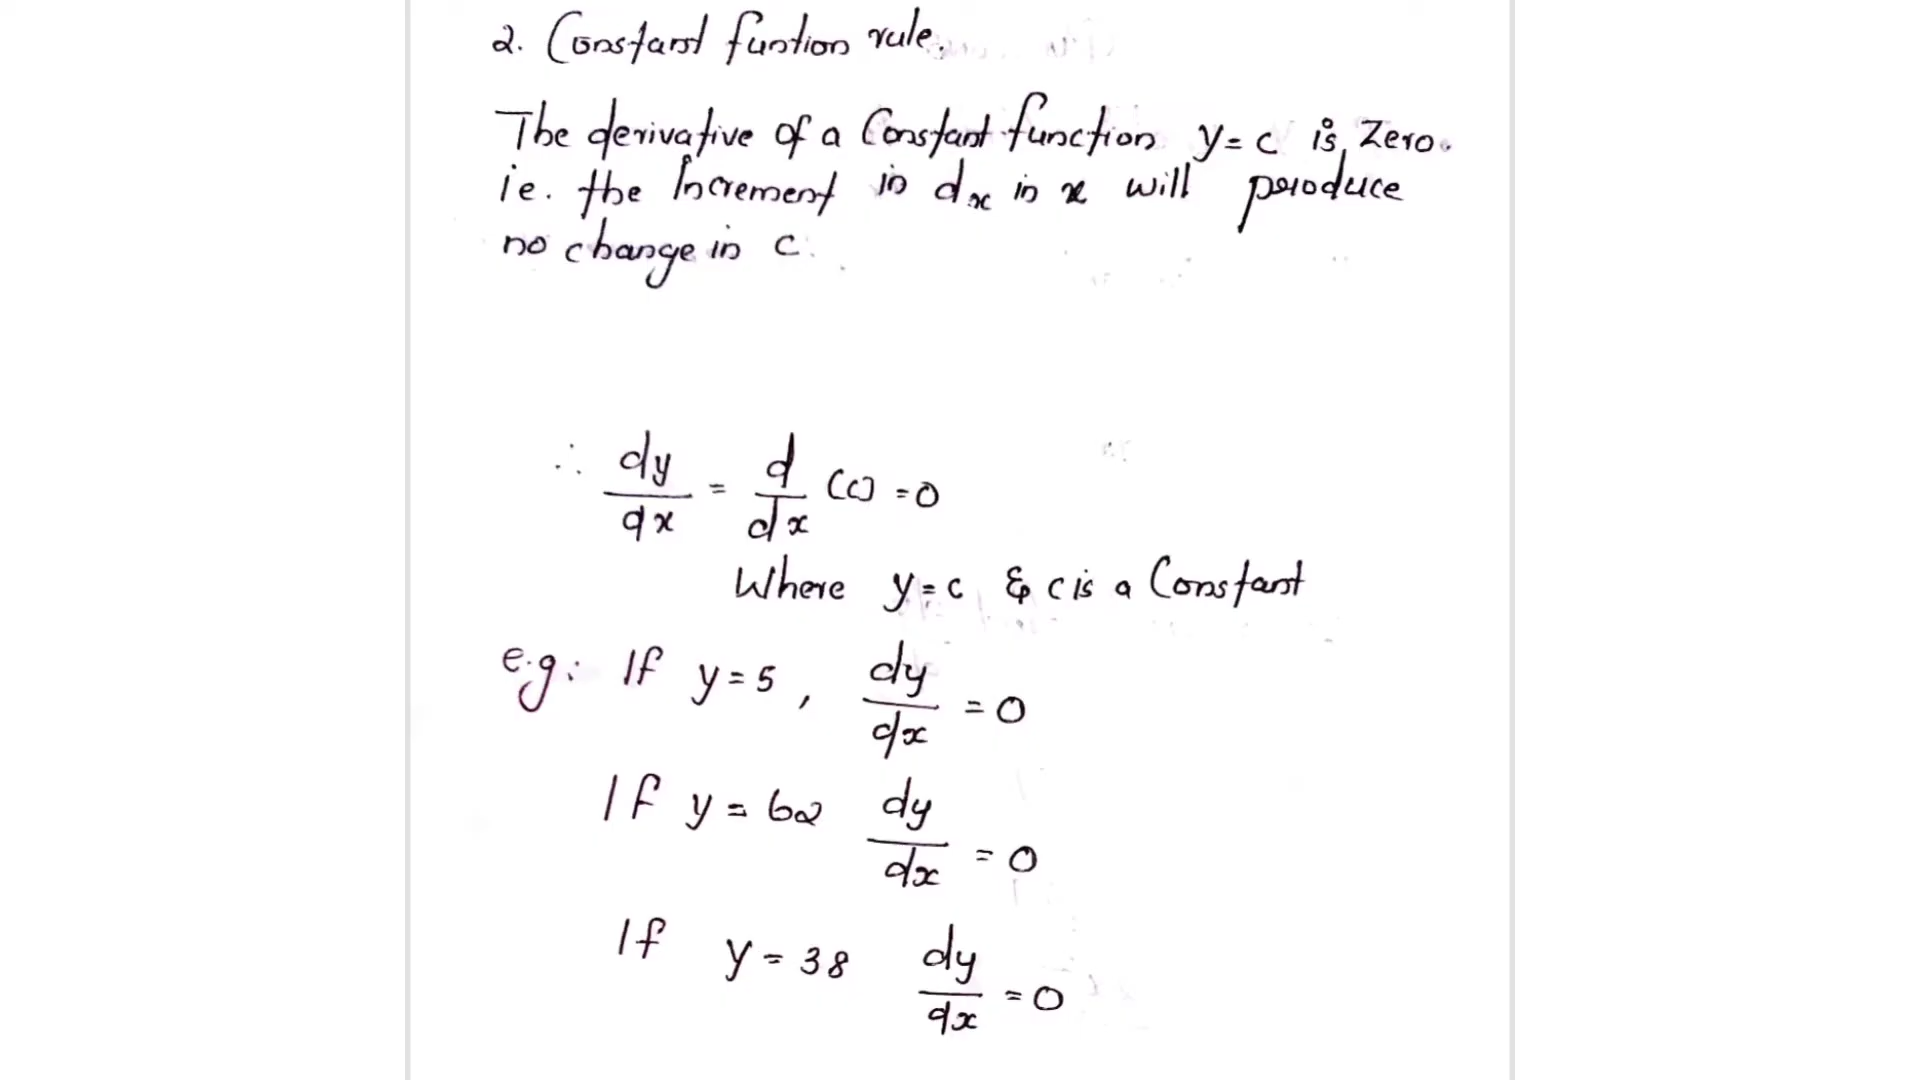 2. Constant funtion rule.
The derivative of a Constant function y = c is Zero.
ie. the Increment in dx in x will produce
no change in c.
∴ dy/dx = d/dx (c) = 0
Where y = c & c is a Constant
e.g: If y = 5, dy/dx = 0
If y = 62 dy/dx = 0
If y = 38 dy/dx = 0